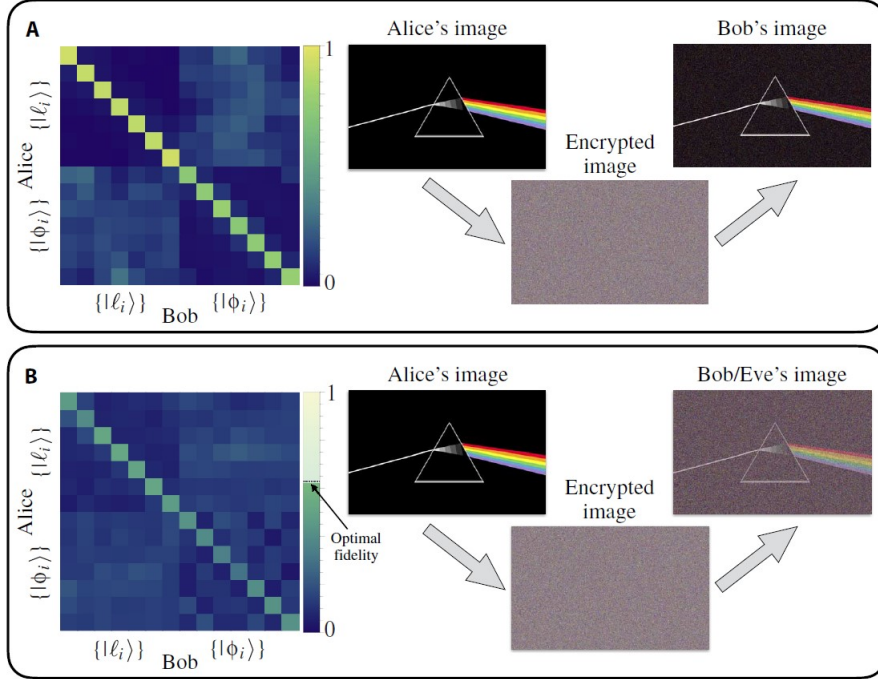 A
Alice's image
Bob's image
1
{|ℓᵢ⟩}
Alice
{|ϕᵢ⟩}
Encrypted
image
0
{|ℓᵢ⟩}
{|ϕᵢ⟩}
Bob
B
Alice's image
Bob/Eve's image
1
{|ℓᵢ⟩}
Alice
{|ϕᵢ⟩}
Encrypted
image
Optimal
fidelity
0
{|ℓᵢ⟩}
{|ϕᵢ⟩}
Bob